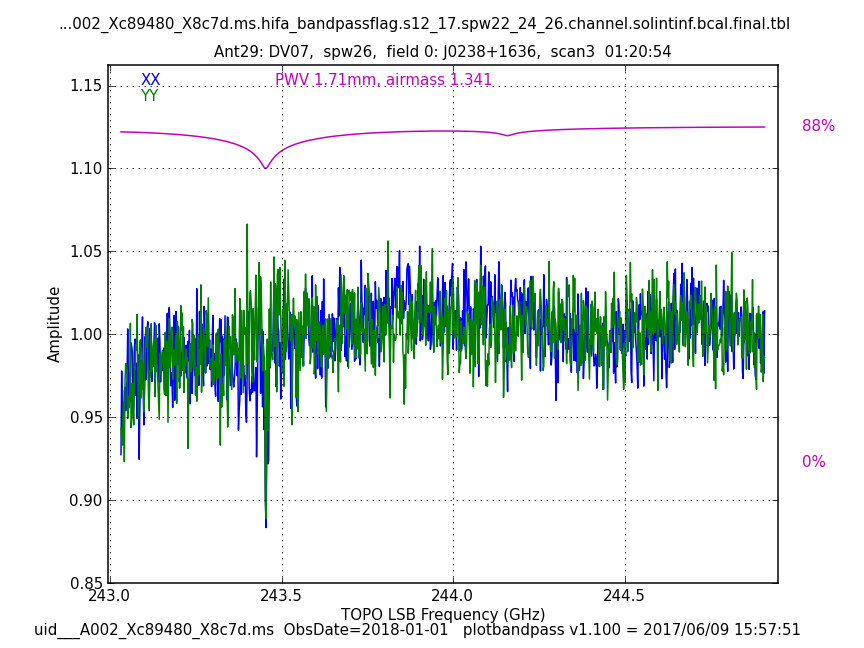 ...002_Xc89480_X8c7d.ms.hifa_bandpassflag.s12_17.spw22_24_26.channel.solintinf.bcal.final.tbl
Ant29: DV07,  spw26,  field 0: J0238+1636,  scan3  01:20:54
XX
PWV 1.71mm, airmass 1.341
YY
1.15
1.10
1.05
1.00
0.95
0.90
0.85
Amplitude
88%
0%
243.0 243.5 244.0 244.5
TOPO LSB Frequency (GHz)
uid___A002_Xc89480_X8c7d.ms  ObsDate=2018-01-01   plotbandpass v1.100 = 2017/06/09 15:57:51